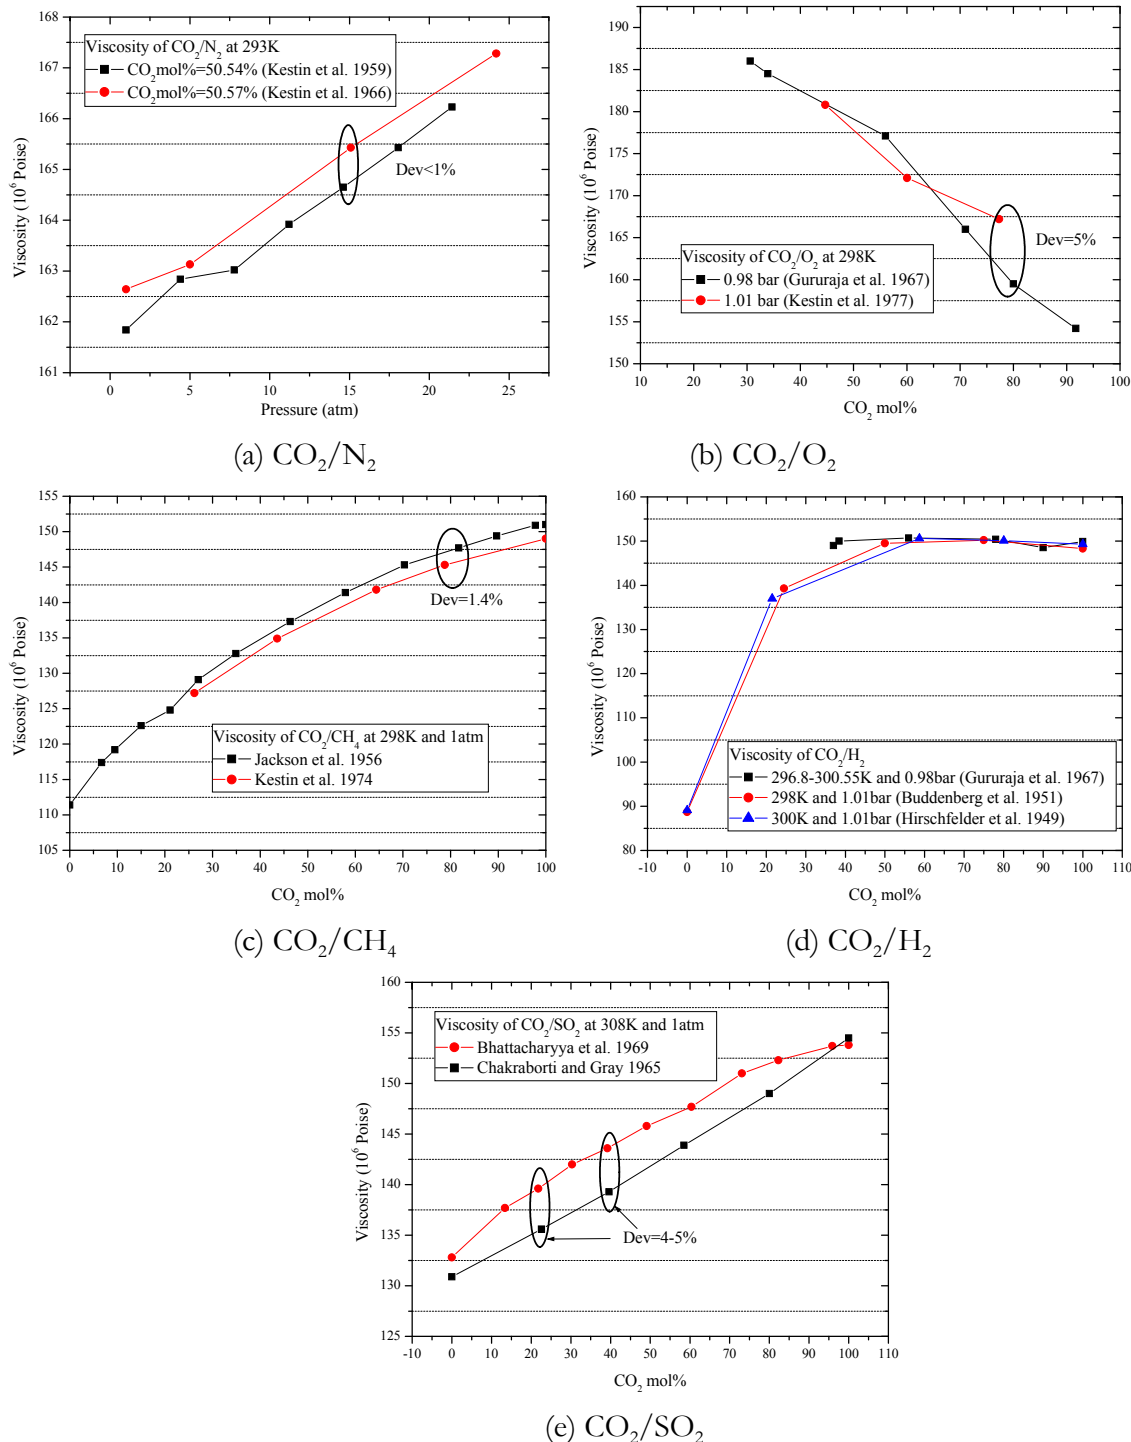 168
167
166
165
164
163
162
161
Viscosity (10⁶ Poise)
Viscosity of CO₂/N₂ at 293K
CO₂mol%=50.54% (Kestin et al. 1959)
CO₂mol%=50.57% (Kestin et al. 1966)
Dev<1%
0 5 10 15 20 25
Pressure (atm)
(a) CO₂/N₂
190
185
180
175
170
165
160
155
150
Viscosity (10⁶ Poise)
Viscosity of CO₂/O₂ at 298K
0.98 bar (Gururaja et al. 1967)
1.01 bar (Kestin et al. 1977)
Dev=5%
10 20 30 40 50 60 70 80 90 100
CO₂ mol%
(b) CO₂/O₂
155
150
145
140
135
130
125
120
115
110
105
Viscosity (10⁶ Poise)
Dev=1.4%
Viscosity of CO₂/CH₄ at 298K and 1atm
Jackson et al. 1956
Kestin et al. 1974
0 10 20 30 40 50 60 70 80 90 100
CO₂ mol%
(c) CO₂/CH₄
160
150
140
130
120
110
100
90
80
Viscosity (10⁶ Poise)
Viscosity of CO₂/H₂
296.8-300.55K and 0.98bar (Gururaja et al. 1967)
298K and 1.01bar (Buddenberg et al. 1951)
300K and 1.01bar (Hirschfelder et al. 1949)
-10 0 10 20 30 40 50 60 70 80 90 100 110
CO₂ mol%
(d) CO₂/H₂
160
155
150
145
140
135
130
125
Viscosity (10⁶ Poise)
Viscosity of CO₂/SO₂ at 308K and 1atm
Bhattacharyya et al. 1969
Chakraborti and Gray 1965
Dev=4-5%
-10 0 10 20 30 40 50 60 70 80 90 100 110
CO₂ mol%
(e) CO₂/SO₂